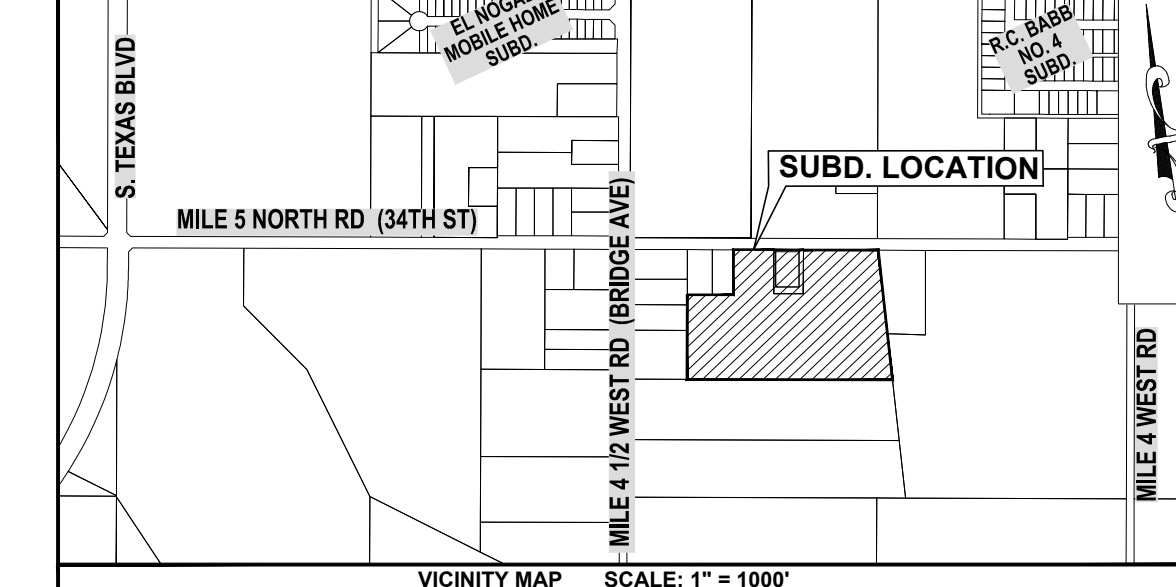 EL NOGAL
MOBILE HOME
SUBD.
R.C. BABB
NO. 4
SUBD.
S. TEXAS BLVD
SUBD. LOCATION
MILE 5 NORTH RD (34TH ST)
MILE 4 1/2 WEST RD (BRIDGE AVE)
MILE 4 WEST RD
VICINITY MAP SCALE: 1" = 1000'